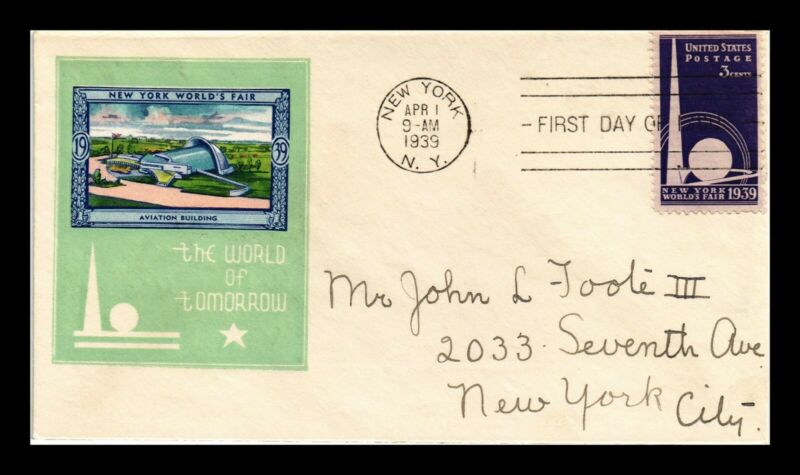 NEW YORK WORLD'S FAIR
19 39
AVIATION BUILDING
the WORLD
of
tomorrow
NEW YORK
APR 1
9-AM
1939
N. Y.
FIRST DAY OF I
UNITED STATES
POSTAGE
3 CENTS
NEW YORK
WORLD'S FAIR 1939
Mr John L Toole III
2033 Seventh Ave
New York City.